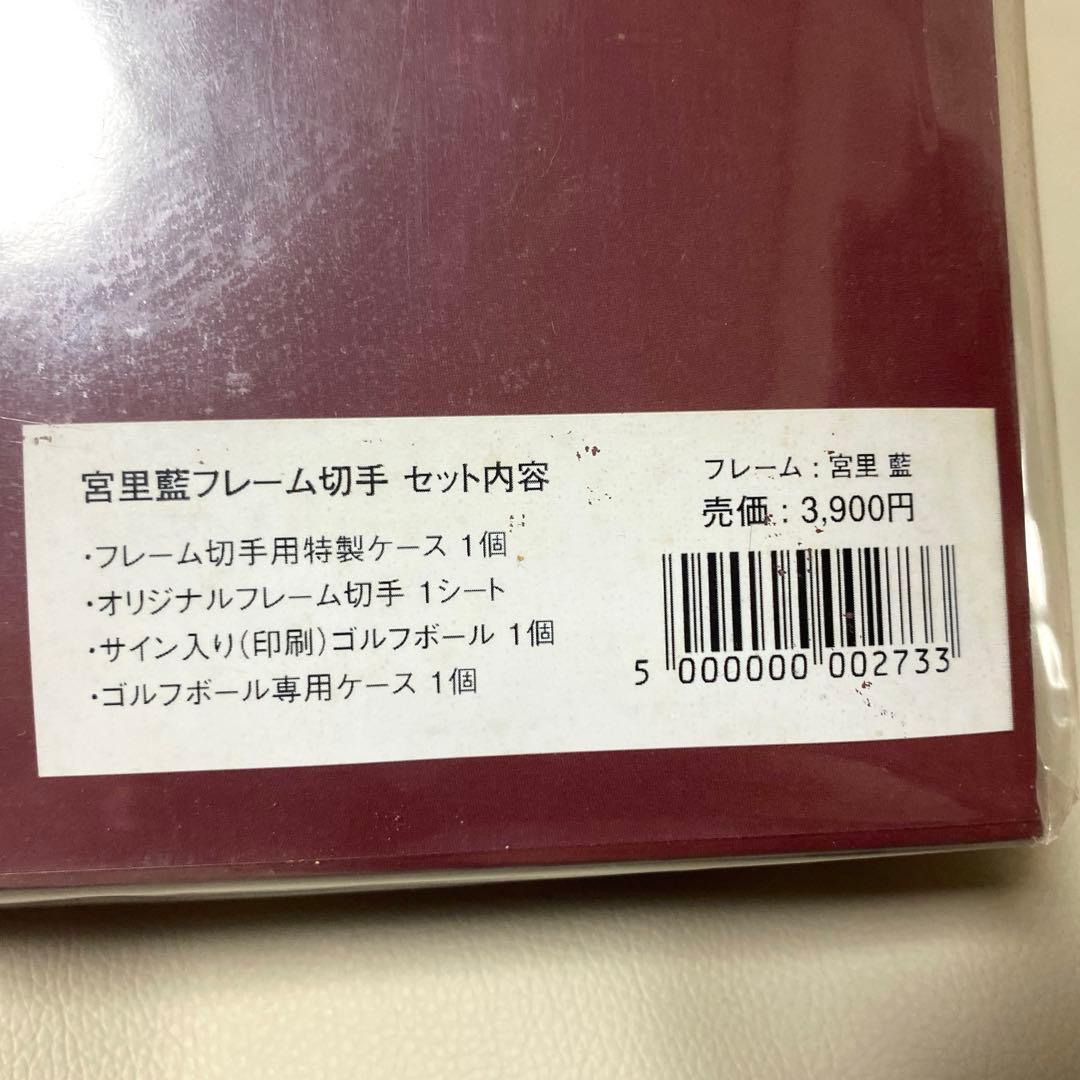 宮里藍フレーム切手 セット内容
・フレーム切手用特製ケース 1個
・オリジナルフレーム切手 1シート
・サイン入り(印刷)ゴルフボール 1個
・ゴルフボール専用ケース 1個
フレーム : 宮里 藍
売価 : 3,900円
5 000000 002733